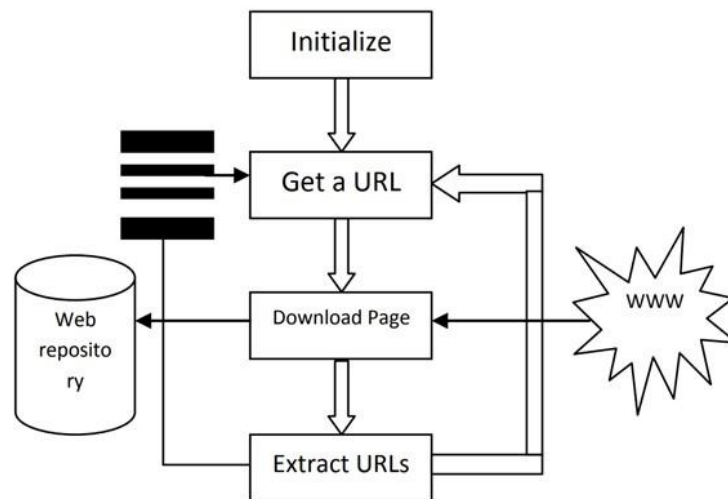 Initialize
Get a URL
Download Page
WWW
Web
reposito
ry
Extract URLs